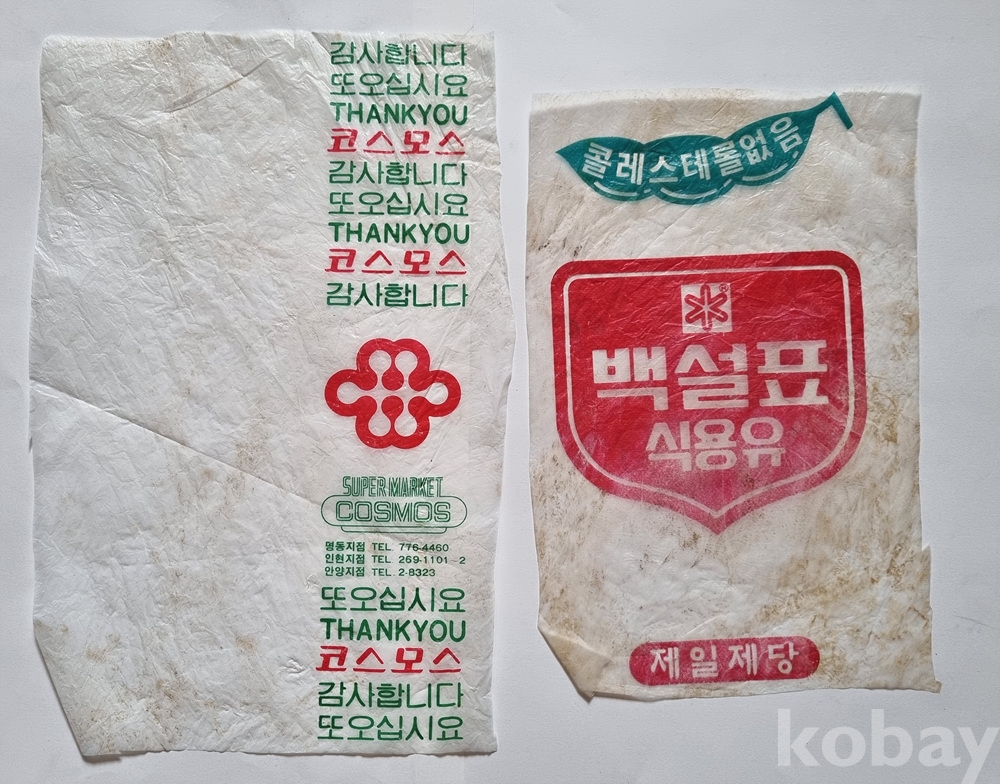 감사합니다
또오십시요
THANKYOU
코스모스
감사합니다
또오십시요
THANKYOU
코스모스
감사합니다
SUPER MARKET
COSMOS
명동지점 TEL. 776-4460
인현지점 TEL. 269-1101~2
안양지점 TEL. 2-8323
또오십시요
THANKYOU
코스모스
감사합니다
또오십시요
콜레스테롤없음
®
백설표
식용유
제일제당
kobay